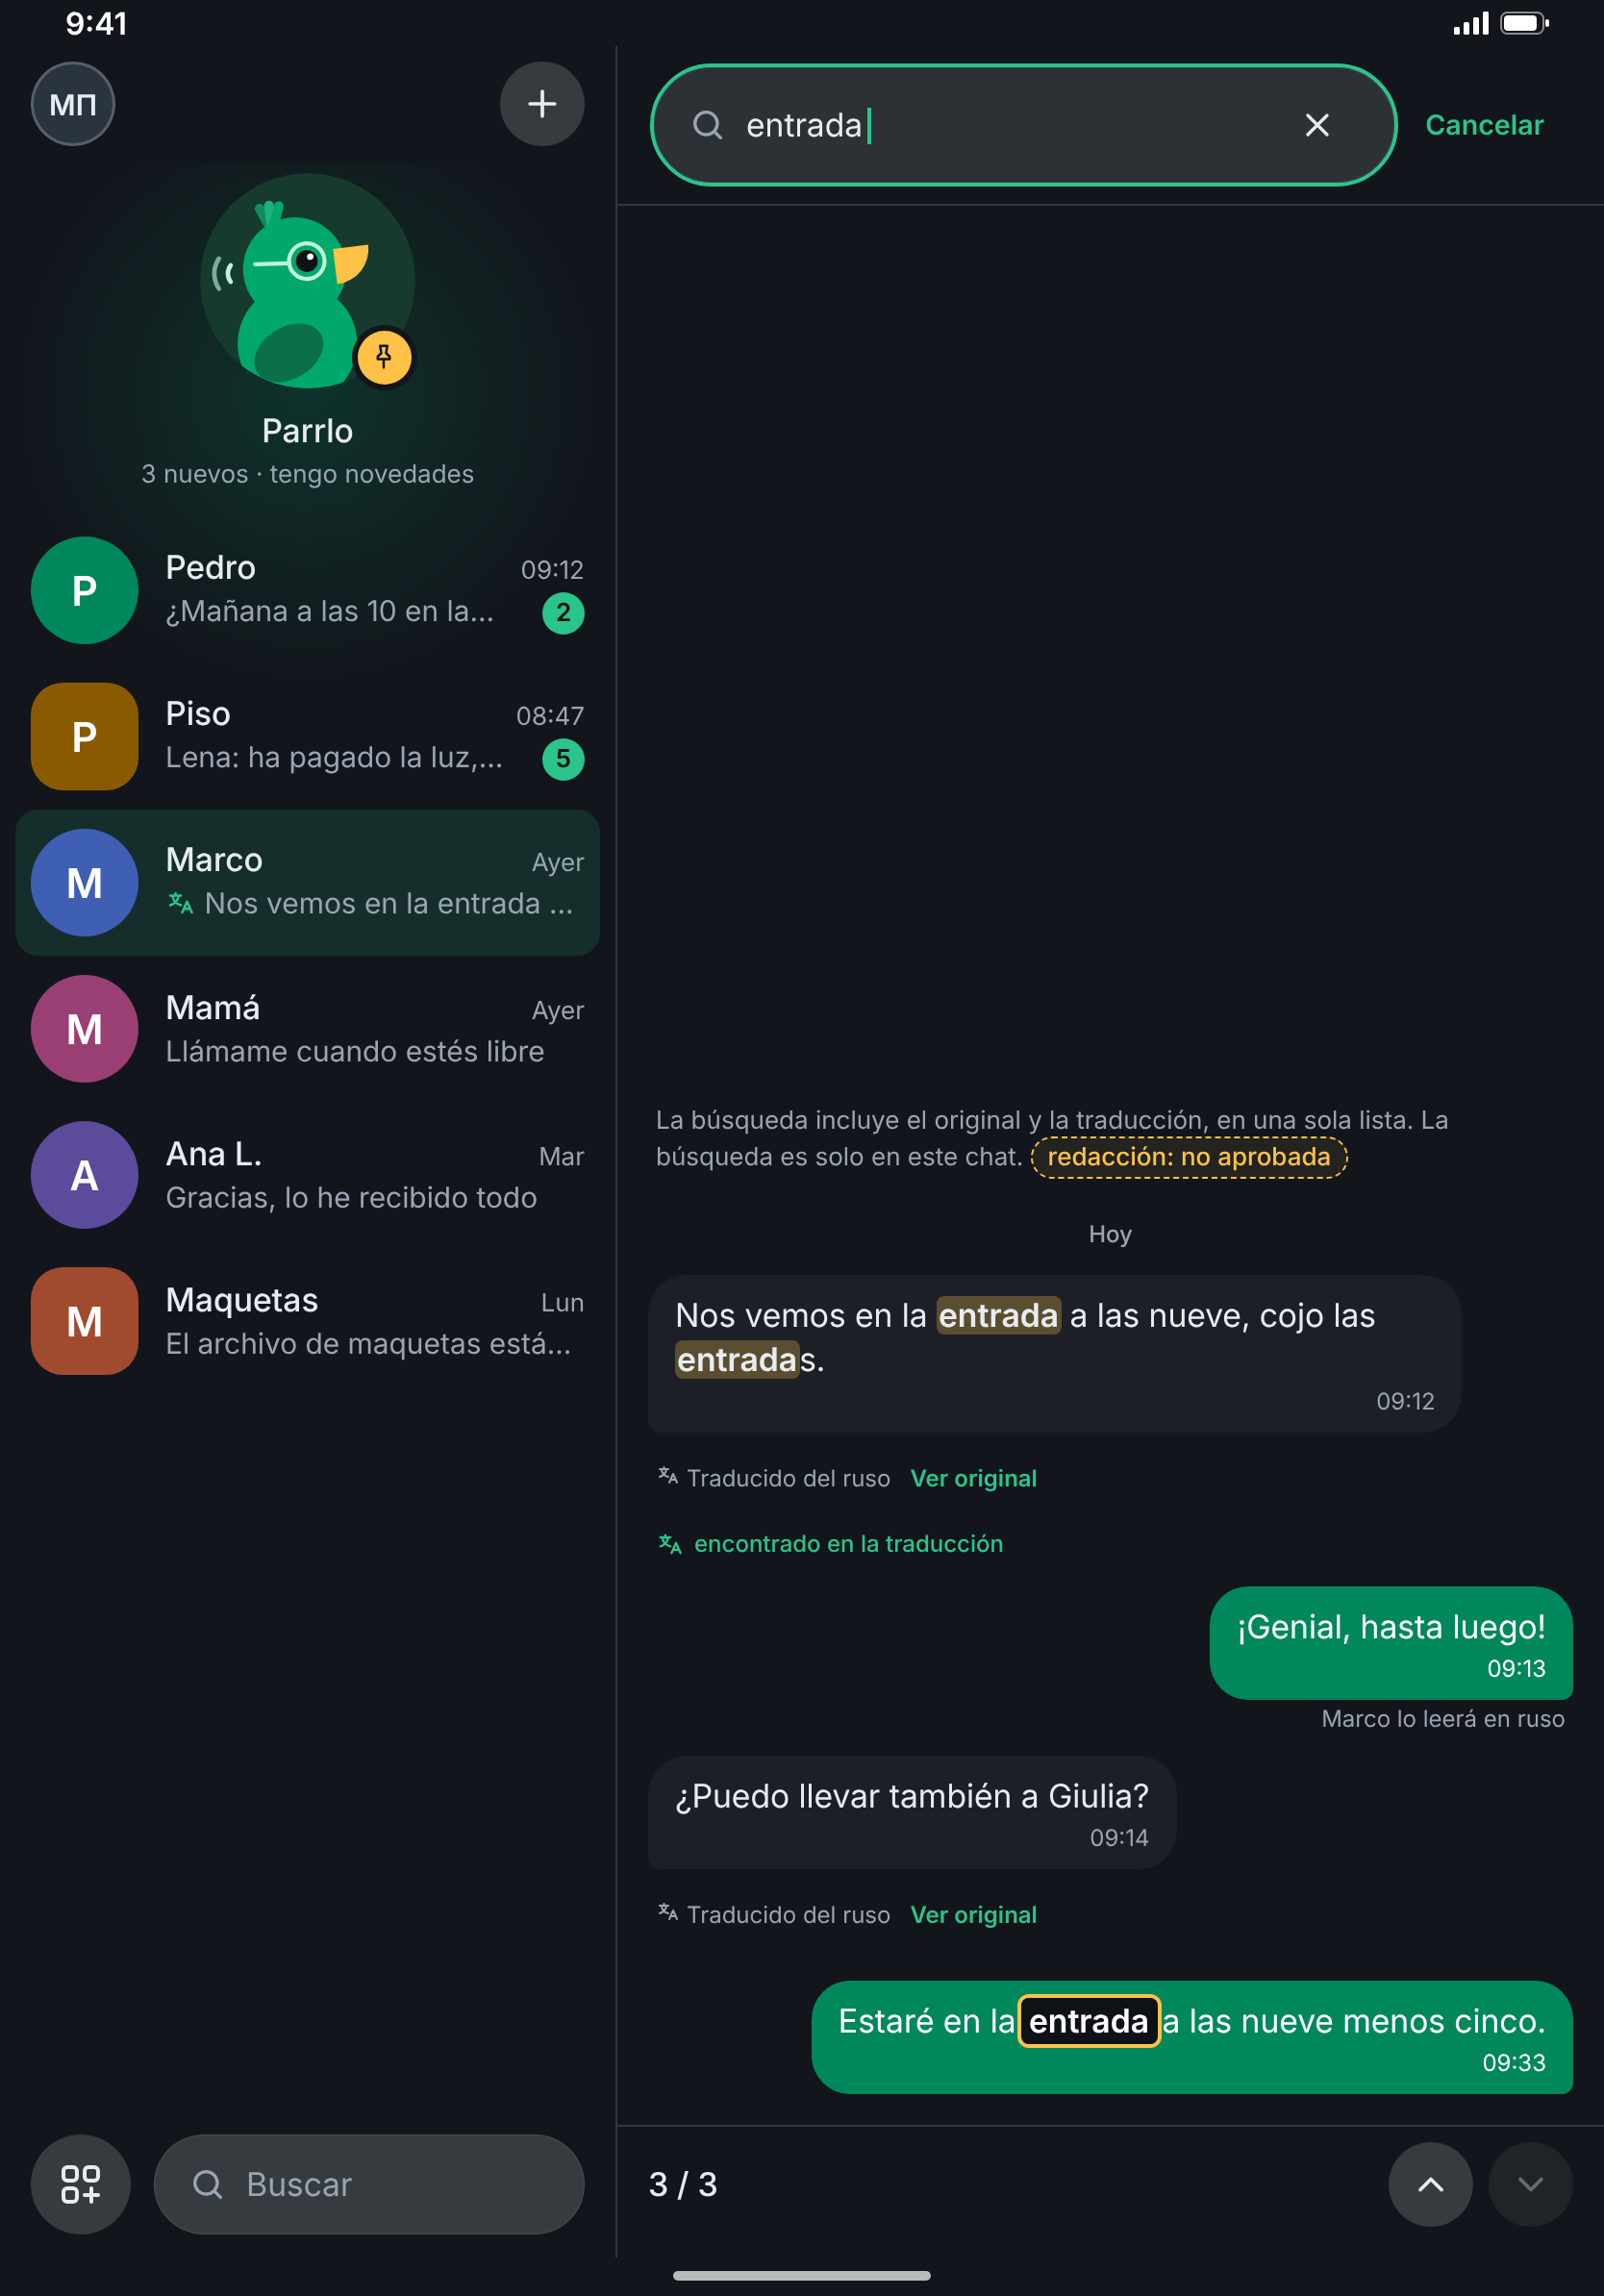 9:41
МП
Parrlo
3 nuevos · tengo novedades
P
Pedro
09:12
¿Mañana a las 10 en la...
2
P
Piso
08:47
Lena: ha pagado la luz,...
5
M
Marco
Ayer
Nos vemos en la entrada ...
M
Mamá
Ayer
Llámame cuando estés libre
A
Ana L.
Mar
Gracias, lo he recibido todo
M
Maquetas
Lun
El archivo de maquetas está...
Buscar
entrada
Cancelar
La búsqueda incluye el original y la traducción, en una sola lista. La
búsqueda es solo en este chat. redacción: no aprobada
Hoy
Nos vemos en la entrada a las nueve, cojo las
entradas.
09:12
Traducido del ruso Ver original
encontrado en la traducción
¡Genial, hasta luego!
09:13
Marco lo leerá en ruso
¿Puedo llevar también a Giulia?
09:14
Traducido del ruso Ver original
Estaré en la entrada a las nueve menos cinco.
09:33
3 / 3